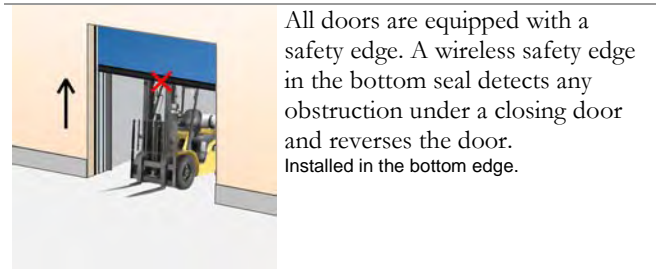 All doors are equipped with a
safety edge. A wireless safety edge
in the bottom seal detects any
obstruction under a closing door
and reverses the door.
Installed in the bottom edge.